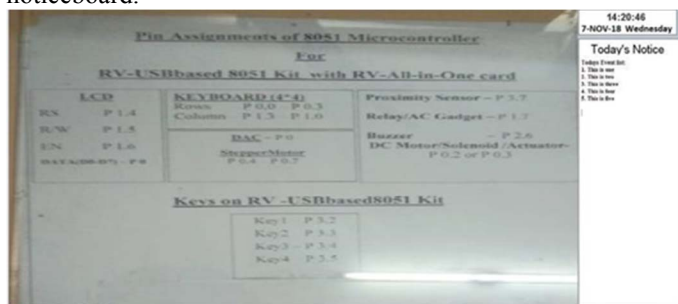 noticeboard.
Pin Assignments of 8051 Microcontroller
For
RV-USBbased 8051 Kit with RV-All-in-One card
LCD
RS P 1.4
R/W P 1.5
EN P 1.6
DATA(D0-D7) - P 0
KEYBOARD (4*4)
Rows P 0.0 P 0.3
Column P 1.3 P 1.0
DAC - P 0
StepperMotor
P 0.4 P 0.7
Proximity Sensor - P 3.7
Relay/AC Gadget - P 1.7
Buzzer - P 2.6
DC Motor/Solenoid /Actuator-
P 0.2 or P 0.3
Keys on RV -USBbased8051 Kit
Key1 P 3.2
Key2 P 3.3
Key3 - P 3.4
Key4 P 3.5
14:20:46
7-NOV-18 Wednesday
Today's Notice
Todays Event list:
1. This is one
2. This is two
3. This is three
4. This is four
5. This is five